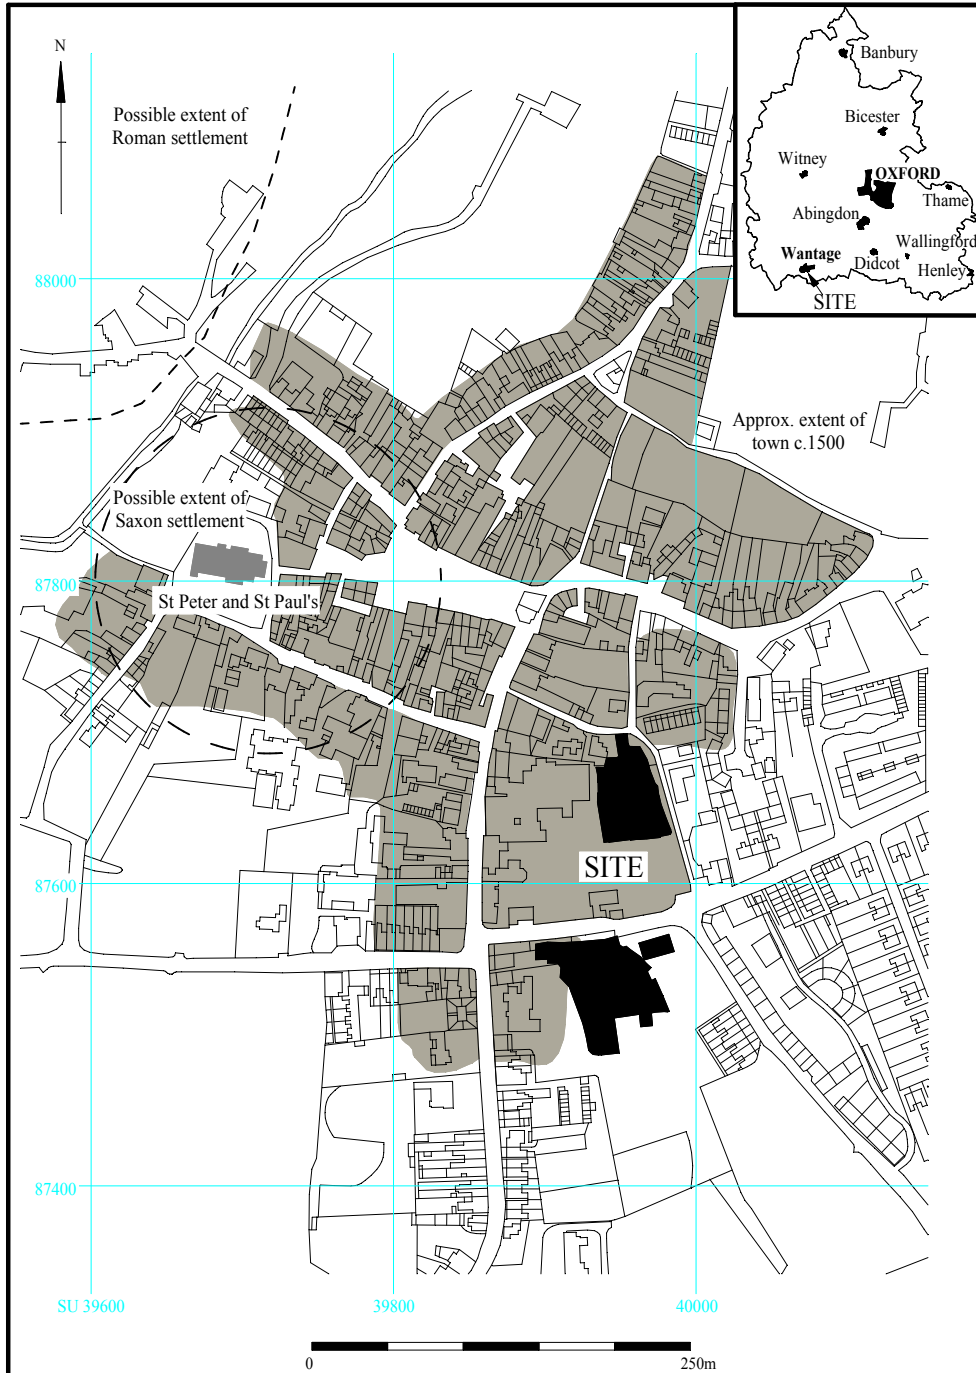 N
Possible extent of
Roman settlement
Banbury
Bicester
Witney
OXFORD
Thame
Abingdon
Wantage
Didcot
Wallingford
Henley
SITE
88000
Approx. extent of
town c.1500
Possible extent of
Saxon settlement
87800
St Peter and St Paul's
SITE
87600
87400
SU 39600
39800
40000
0
250m